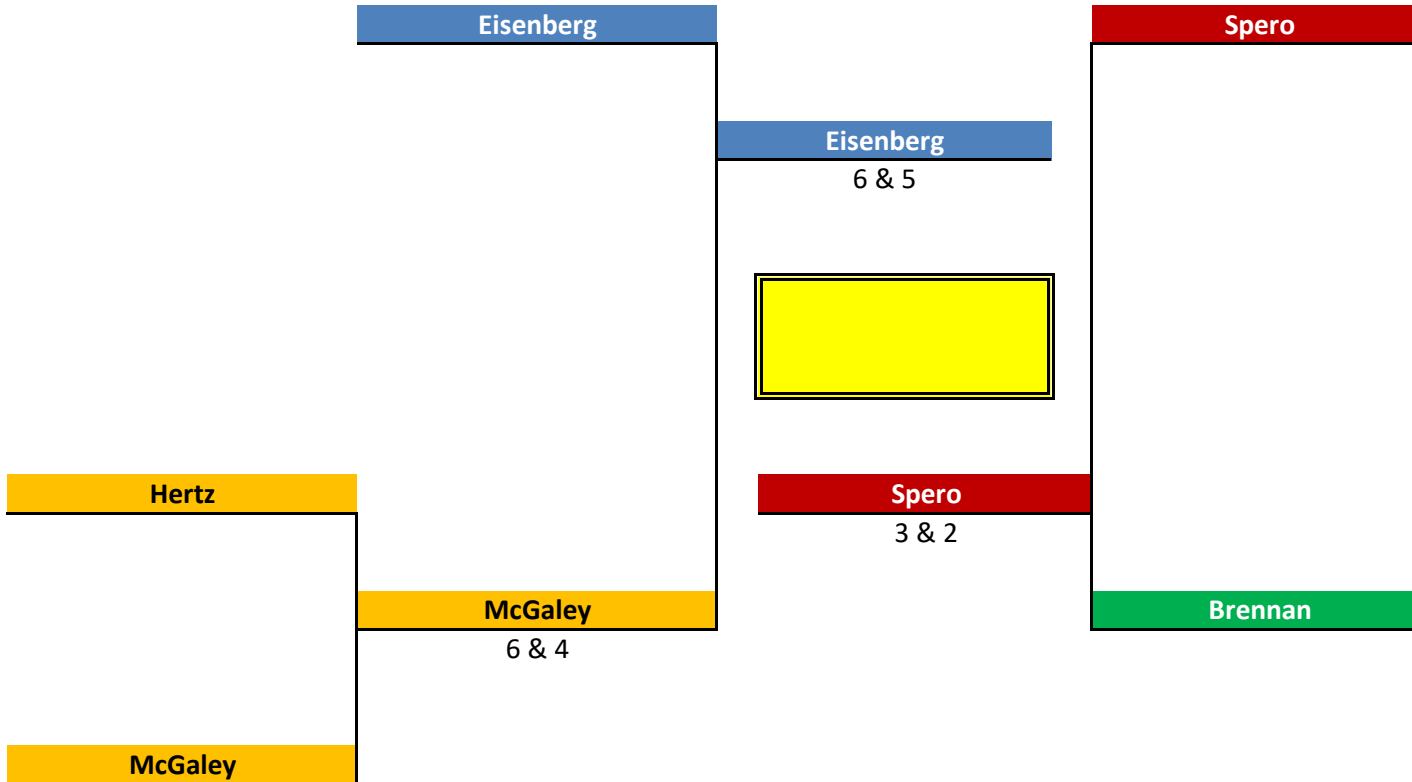 Eisenberg
Spero
Eisenberg
6 & 5
Hertz
Spero
3 & 2
McGaley
Brennan
6 & 4
McGaley